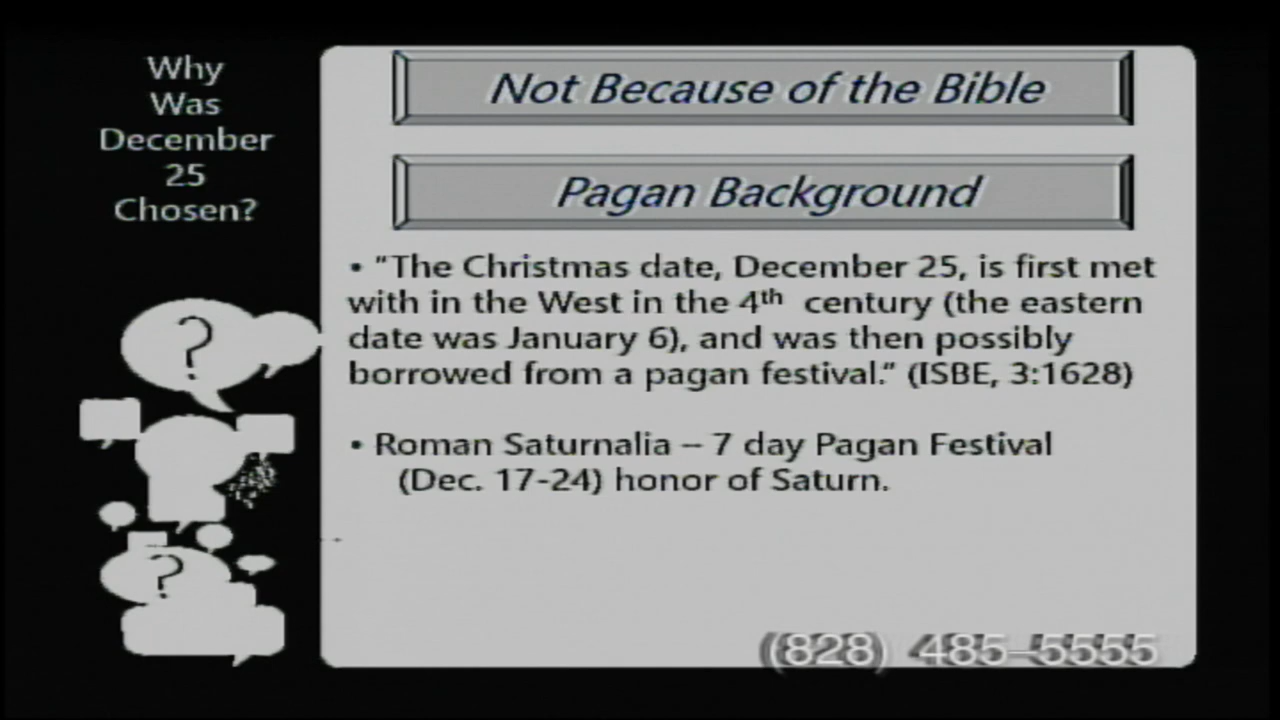 Why
Was
December
25
Chosen?
Not Because of the Bible
Pagan Background
• “The Christmas date, December 25, is first met
with in the West in the 4th century (the eastern
date was January 6), and was then possibly
borrowed from a pagan festival.” (ISBE, 3:1628)
• Roman Saturnalia – 7 day Pagan Festival
(Dec. 17-24) honor of Saturn.
?
?
(828) 485-5555